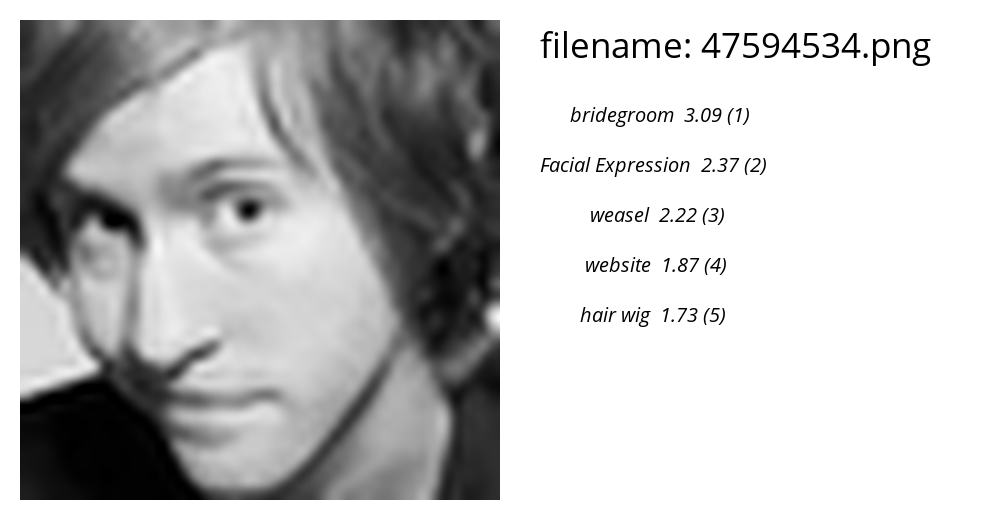 filename: 47594534.png
bridegroom 3.09 (1)
Facial Expression 2.37 (2)
weasel 2.22 (3)
website 1.87 (4)
hair wig 1.73 (5)